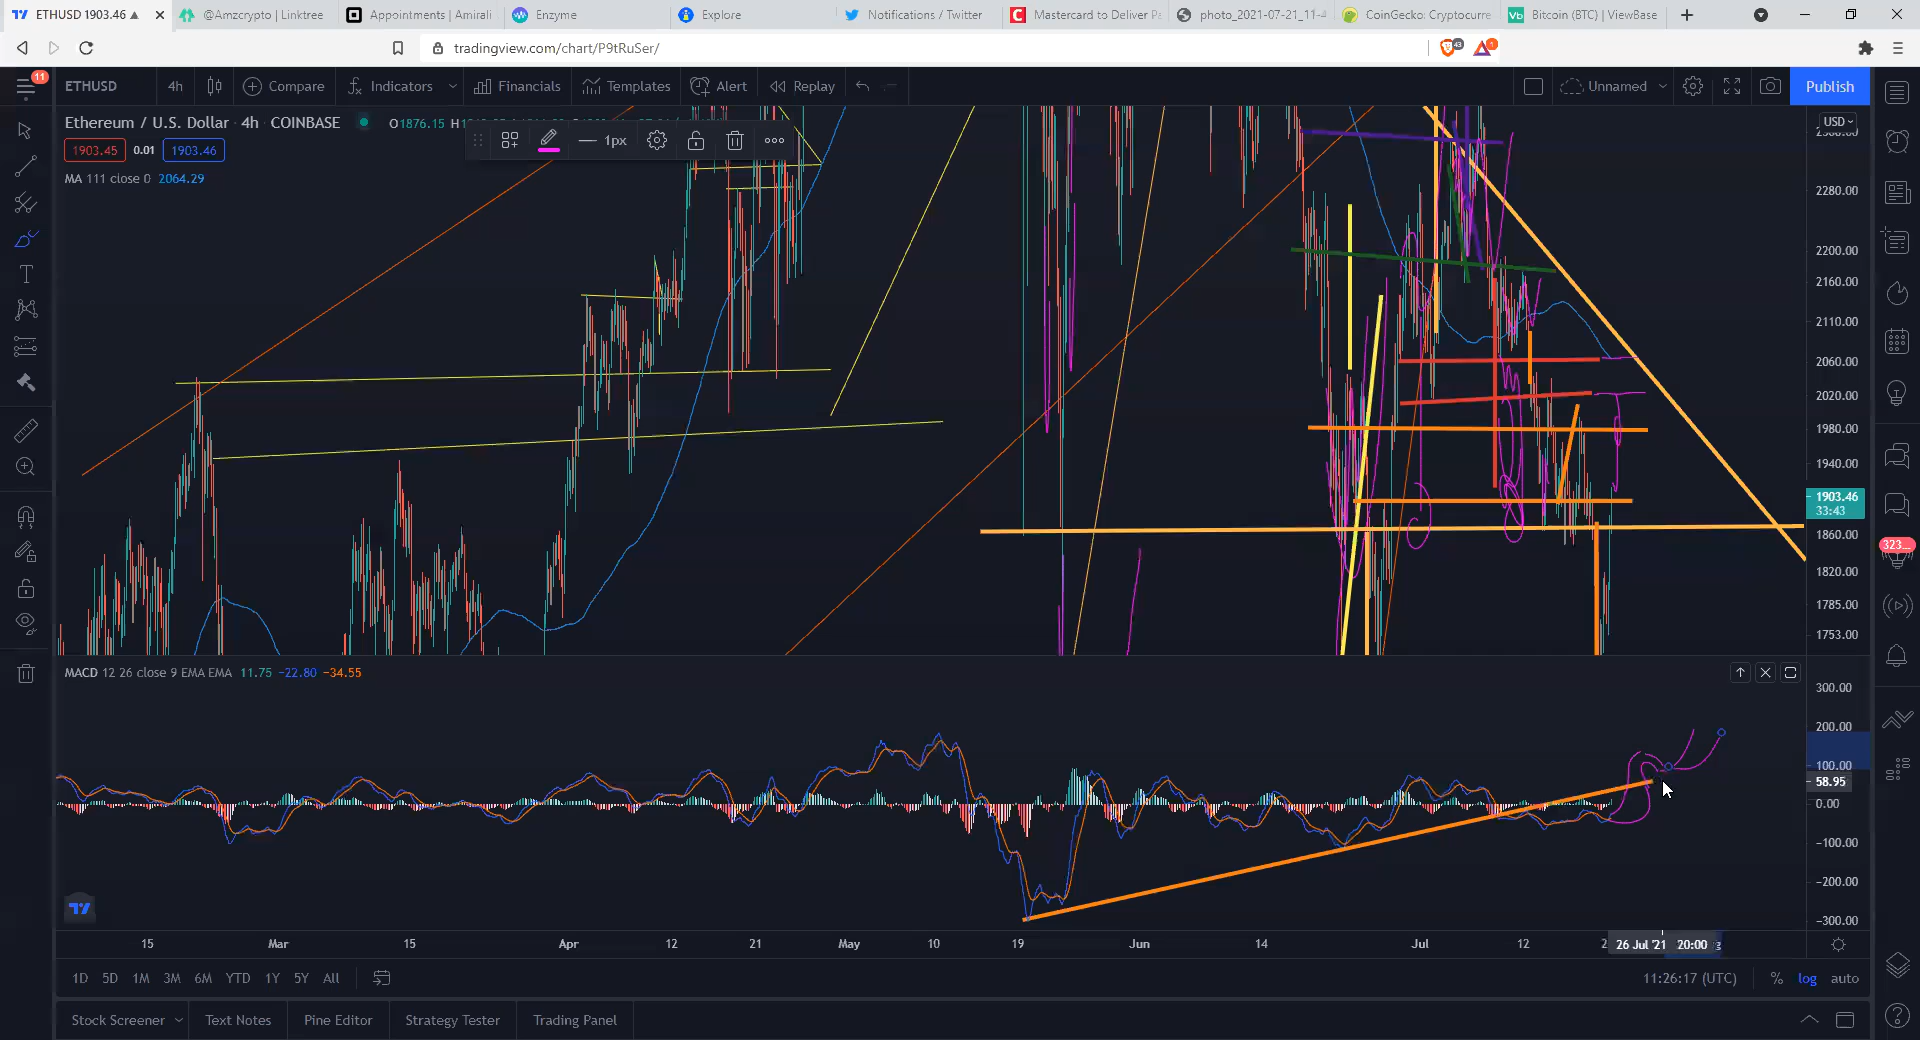 ETHUSD 1903.46 ▲
@Amzcrypto | Linktree
Appointments | Amirali
Enzyme
Explore
Notifications / Twitter
Mastercard to Deliver Pa
photo_2021-07-21_11-4
CoinGecko: Cryptocurre
Bitcoin (BTC) | ViewBase
tradingview.com/chart/P9tRuSer/
43
1
11
ETHUSD
4h
Compare
Indicators
Financials
Templates
Alert
Replay
Unnamed
Publish
Ethereum / U.S. Dollar · 4h · COINBASE
O1876.15
1903.45
0.01
1903.46
MA 111 close 0 2064.29
1px
USD
2280.00
2200.00
2160.00
2110.00
2060.00
2020.00
1980.00
1940.00
1903.46
33:43
1860.00
1820.00
1785.00
1753.00
323...
MACD 12 26 close 9 EMA EMA 11.75 −22.80 −34.55
300.00
200.00
100.00
58.95
0.00
−100.00
−200.00
−300.00
15
Mar
15
Apr
12
21
May
10
19
Jun
14
Jul
12
26 Jul '21 20:00
1D
5D
1M
3M
6M
YTD
1Y
5Y
All
11:26:17 (UTC)
%
log
auto
Stock Screener
Text Notes
Pine Editor
Strategy Tester
Trading Panel